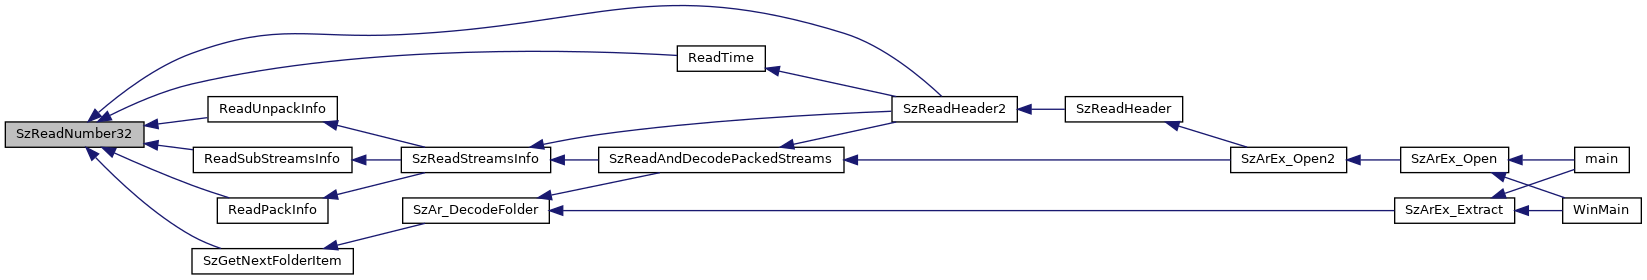 SzReadNumber32
ReadTime
ReadUnpackInfo
ReadSubStreamsInfo
ReadPackInfo
SzGetNextFolderItem
SzReadStreamsInfo
SzAr_DecodeFolder
SzReadAndDecodePackedStreams
SzReadHeader2
SzReadHeader
SzArEx_Open2
SzArEx_Open
SzArEx_Extract
main
WinMain